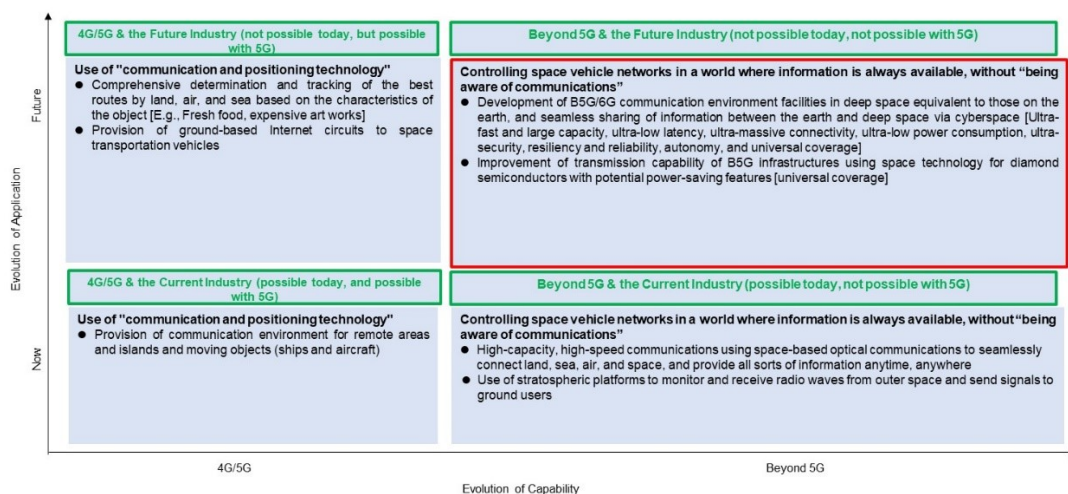 4G/5G & the Future Industry (not possible today, but possible
with 5G)
Use of "communication and positioning technology"
● Comprehensive determination and tracking of the best
routes by land, air, and sea based on the characteristics of
the object [E.g., Fresh food, expensive art works]
● Provision of ground-based Internet circuits to space
transportation vehicles
Beyond 5G & the Future Industry (not possible today, not possible with 5G)
Controlling space vehicle networks in a world where information is always available, without “being
aware of communications”
● Development of B5G/6G communication environment facilities in deep space equivalent to those on the
earth, and seamless sharing of information between the earth and deep space via cyberspace [Ultra-
fast and large capacity, ultra-low latency, ultra-massive connectivity, ultra-low power consumption, ultra-
security, resiliency and reliability, autonomy, and universal coverage]
● Improvement of transmission capability of B5G infrastructures using space technology for diamond
semiconductors with potential power-saving features [universal coverage]
4G/5G & the Current Industry (possible today, and possible
with 5G)
Use of "communication and positioning technology"
● Provision of communication environment for remote areas
and islands and moving objects (ships and aircraft)
Beyond 5G & the Current Industry (possible today, not possible with 5G)
Controlling space vehicle networks in a world where information is always available, without “being
aware of communications”
● High-capacity, high-speed communications using space-based optical communications to seamlessly
connect land, sea, air, and space, and provide all sorts of information anytime, anywhere
● Use of stratospheric platforms to monitor and receive radio waves from outer space and send signals to
ground users
Future
Evolution of Application
Now
4G/5G
Beyond 5G
Evolution of Capability